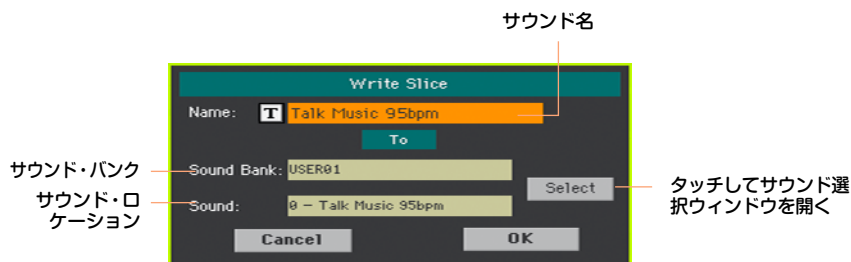 サウンド名
Write Slice
Name: T Talk Music 95bpm
To
サウンド・バンク
Sound Bank: USER01
Select
タッチしてサウンド選
択ウィンドウを開く
サウンド・ロ
ケーション
Sound: 0 - Talk Music 95bpm
Cancel OK